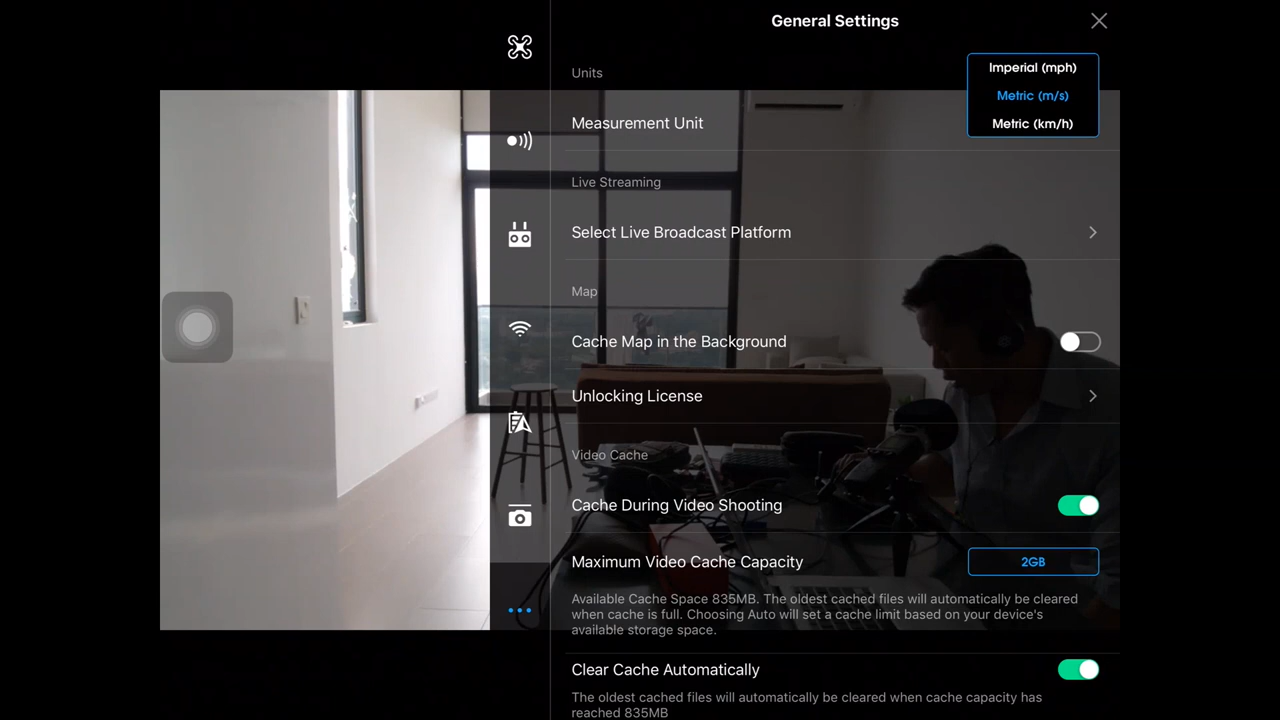 General Settings
Units
Imperial (mph)
Metric (m/s)
Metric (km/h)
Measurement Unit
Live Streaming
Select Live Broadcast Platform
Map
Cache Map in the Background
Unlocking License
Video Cache
Cache During Video Shooting
Maximum Video Cache Capacity
2GB
Available Cache Space 835MB. The oldest cached files will automatically be cleared
when cache is full. Choosing Auto will set a cache limit based on your device's
available storage space.
Clear Cache Automatically
The oldest cached files will automatically be cleared when cache capacity has
reached 835MB